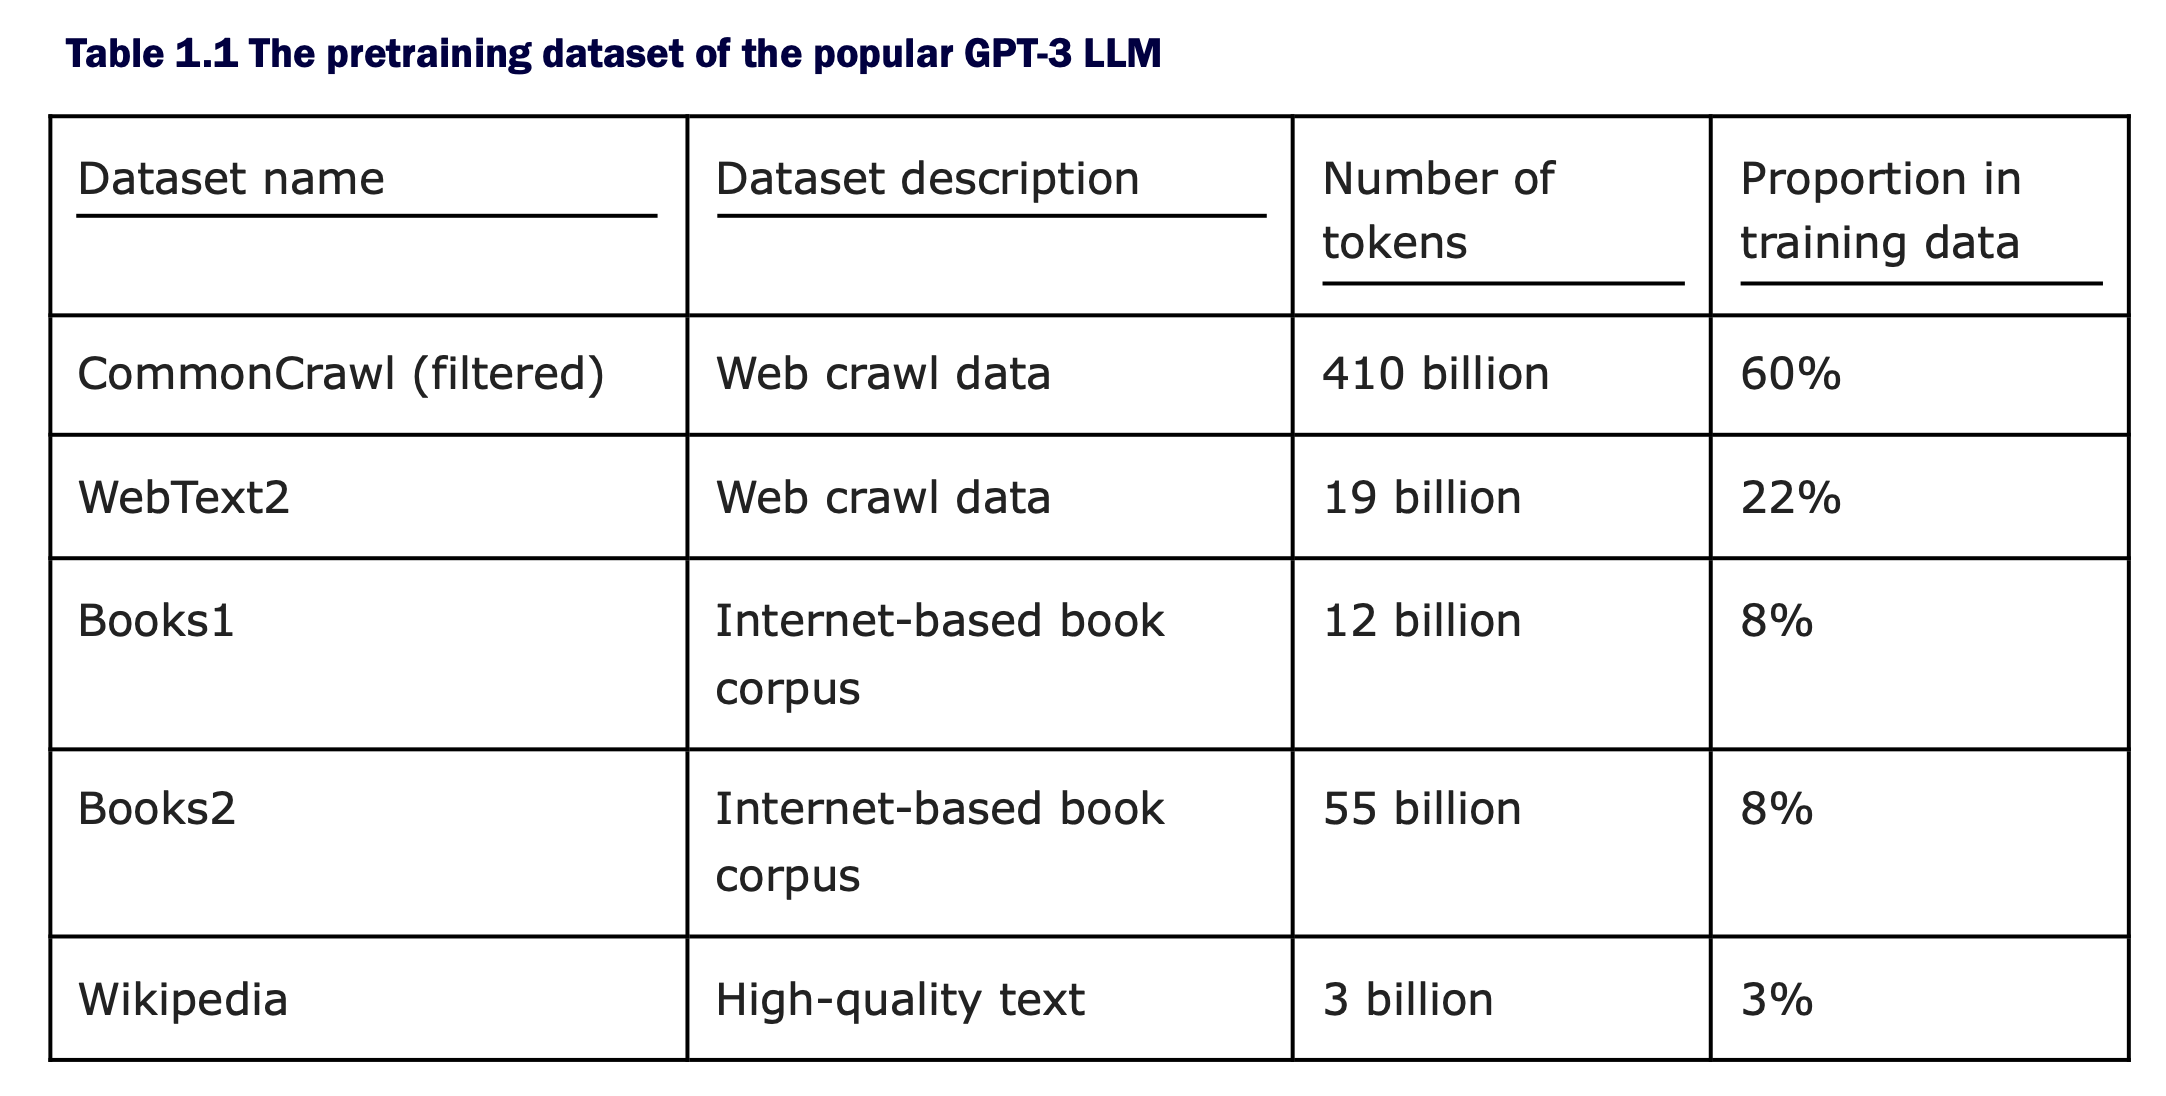 Table 1.1 The pretraining dataset of the popular GPT-3 LLM
Dataset name
Dataset description
Number of
tokens
Proportion in
training data
CommonCrawl (filtered)
Web crawl data
410 billion
60%
WebText2
Web crawl data
19 billion
22%
Books1
Internet-based book
corpus
12 billion
8%
Books2
Internet-based book
corpus
55 billion
8%
Wikipedia
High-quality text
3 billion
3%